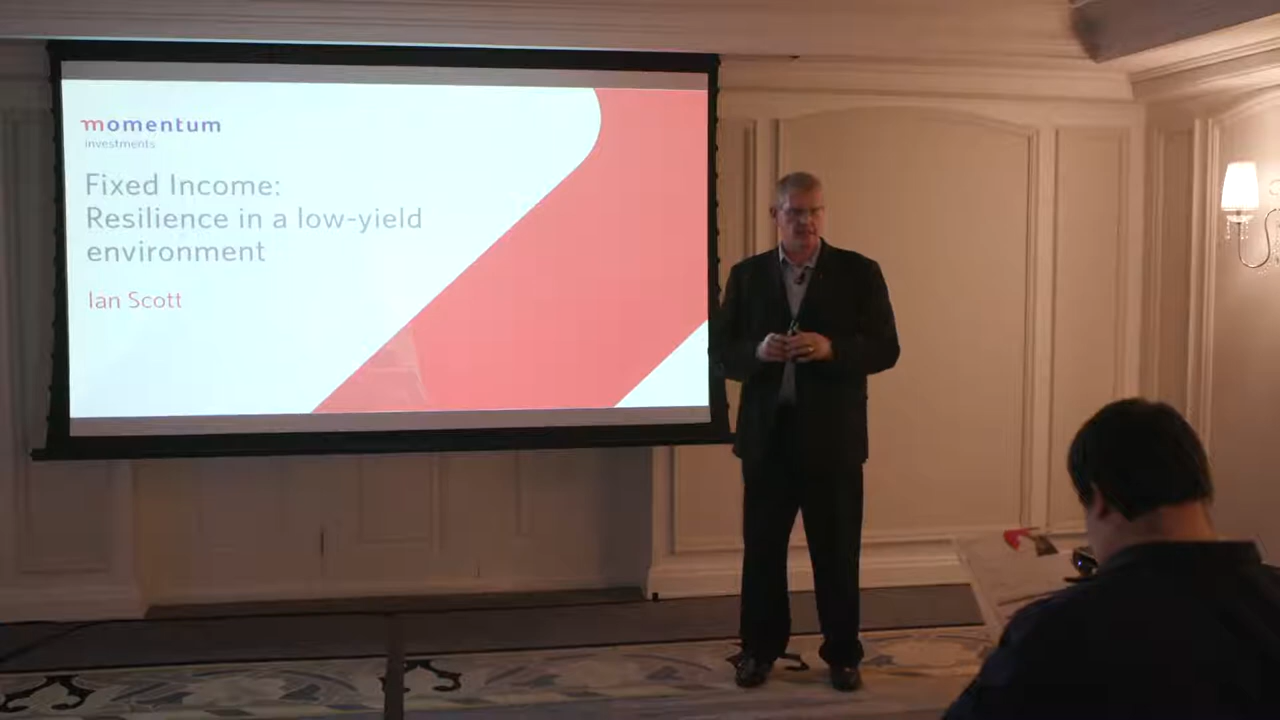 momentum
investments
Fixed Income:
Resilience in a low-yield
environment
Ian Scott